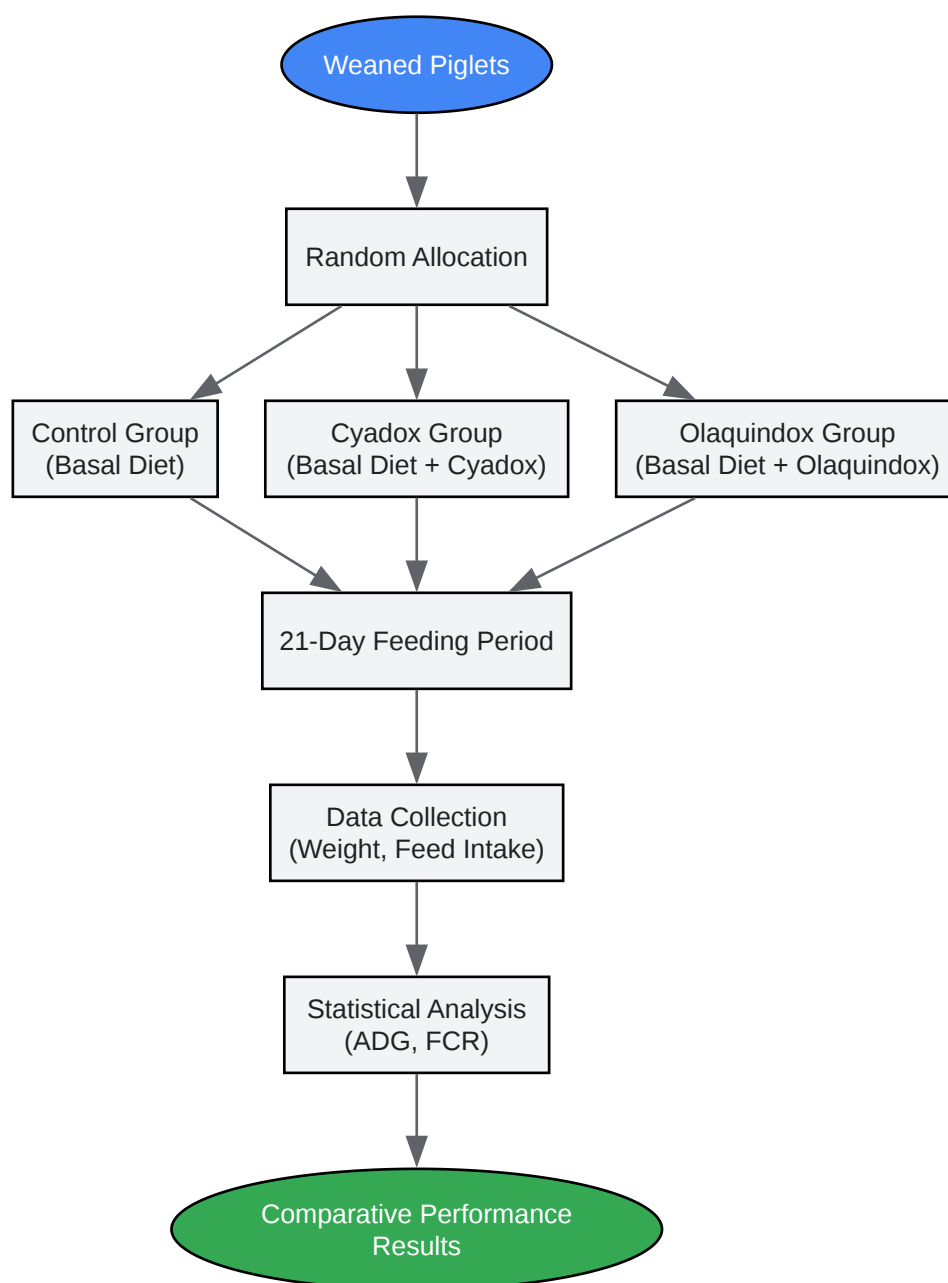 Weaned Piglets
Random Allocation
Control Group
(Basal Diet)
Cyadox Group
(Basal Diet + Cyadox)
Olaquindox Group
(Basal Diet + Olaquindox)
21-Day Feeding Period
Data Collection
(Weight, Feed Intake)
Statistical Analysis
(ADG, FCR)
Comparative Performance
Results